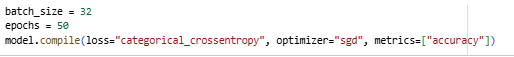 batch_size = 32
epochs = 50
model.compile(loss="categorical_crossentropy", optimizer="sgd", metrics=["accuracy"])